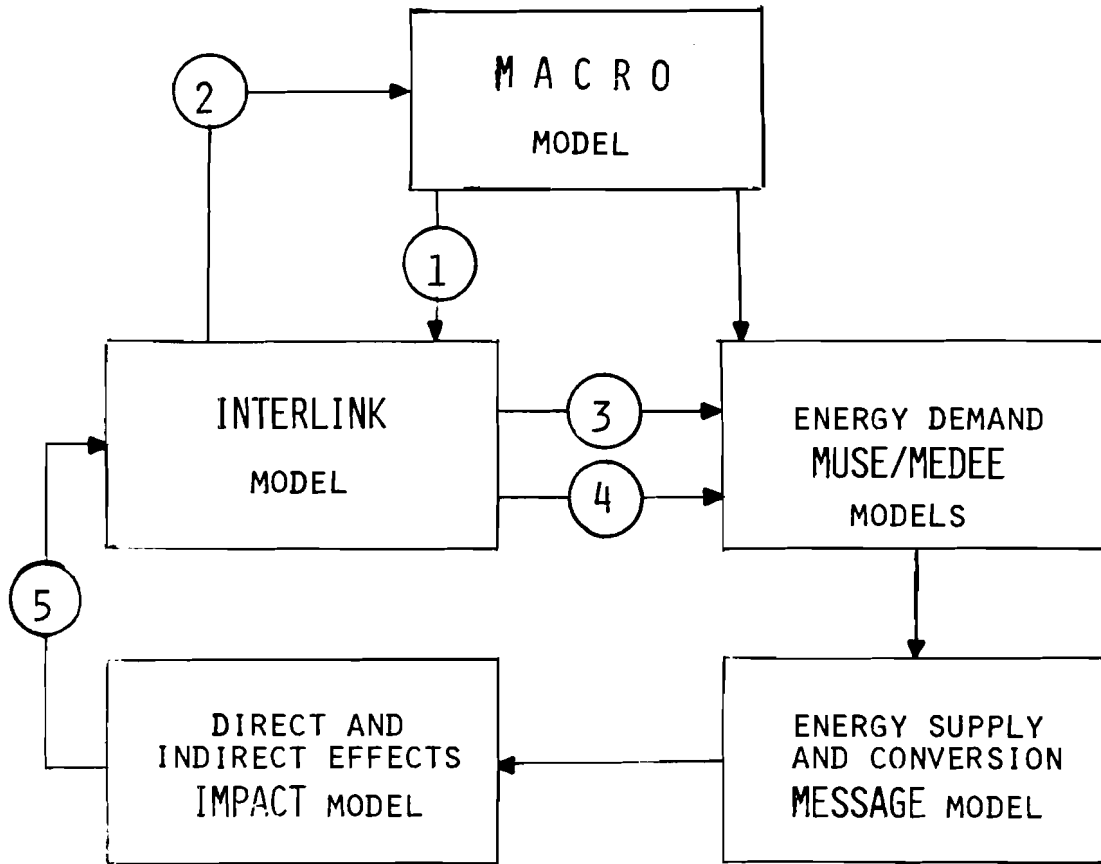 MACRO
MODEL
2
1
INTERLINK
MODEL
3
4
ENERGY DEMAND
MUSE/MEDEE
MODELS
5
DIRECT AND
INDIRECT EFFECTS
IMPACT MODEL
ENERGY SUPPLY
AND CONVERSION
MESSAGE MODEL